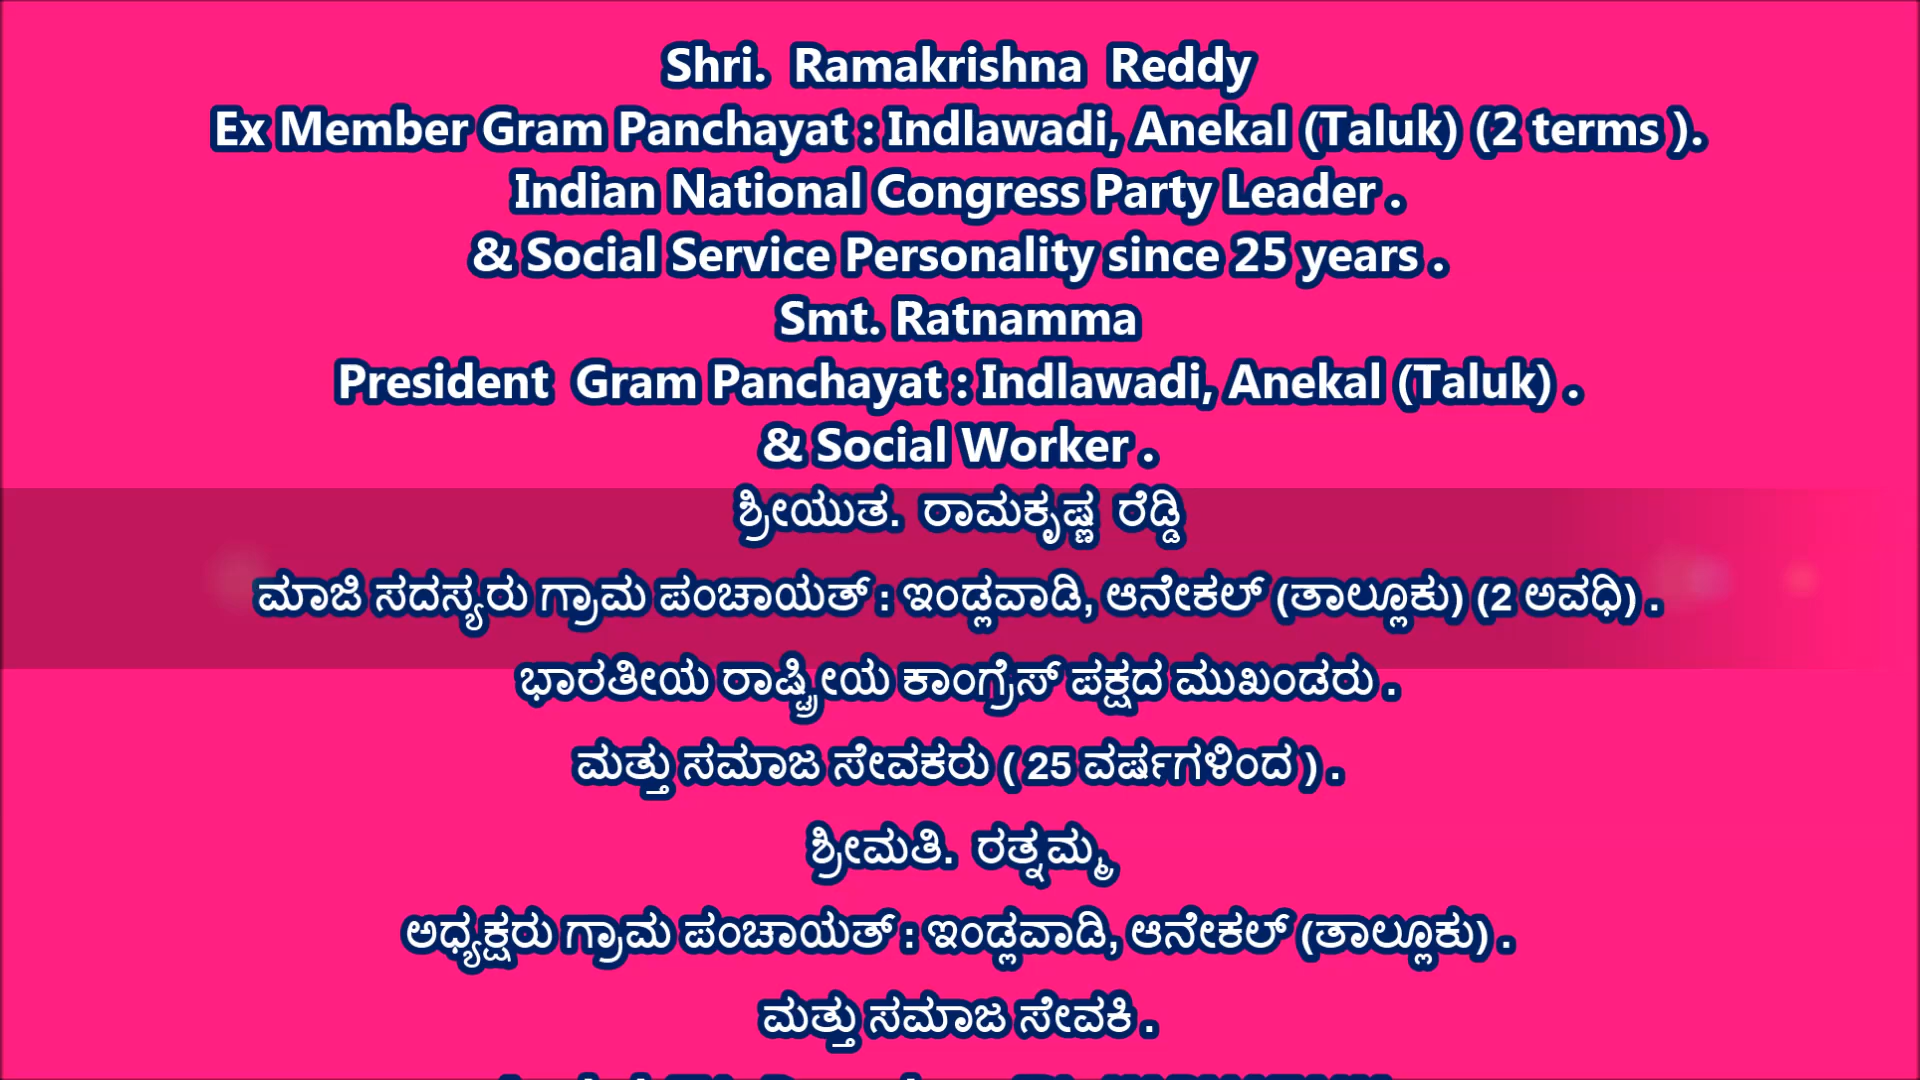 Shri. Ramakrishna Reddy
Ex Member Gram Panchayat : Indlawadi, Anekal (Taluk) (2 terms ).
Indian National Congress Party Leader .
& Social Service Personality since 25 years .
Smt. Ratnamma
President Gram Panchayat : Indlawadi, Anekal (Taluk) .
& Social Worker .
ಶ್ರೀಯುತ. ರಾಮಕೃಷ್ಣ ರೆಡ್ಡಿ
ಮಾಜಿ ಸದಸ್ಯರು ಗ್ರಾಮ ಪಂಚಾಯತ್ : ಇಂಡ್ಲವಾಡಿ, ಆನೇಕಲ್ (ತಾಲ್ಲೂಕು) (2 ಅವಧಿ) .
ಭಾರತೀಯ ರಾಷ್ಟ್ರೀಯ ಕಾಂಗ್ರೆಸ್ ಪಕ್ಷದ ಮುಖಂಡರು .
ಮತ್ತು ಸಮಾಜ ಸೇವಕರು ( 25 ವರ್ಷಗಳಿಂದ ) .
ಶ್ರೀಮತಿ. ರತ್ನಮ್ಮ
ಅಧ್ಯಕ್ಷರು ಗ್ರಾಮ ಪಂಚಾಯತ್ : ಇಂಡ್ಲವಾಡಿ, ಆನೇಕಲ್ (ತಾಲ್ಲೂಕು) .
ಮತ್ತು ಸಮಾಜ ಸೇವಕಿ .